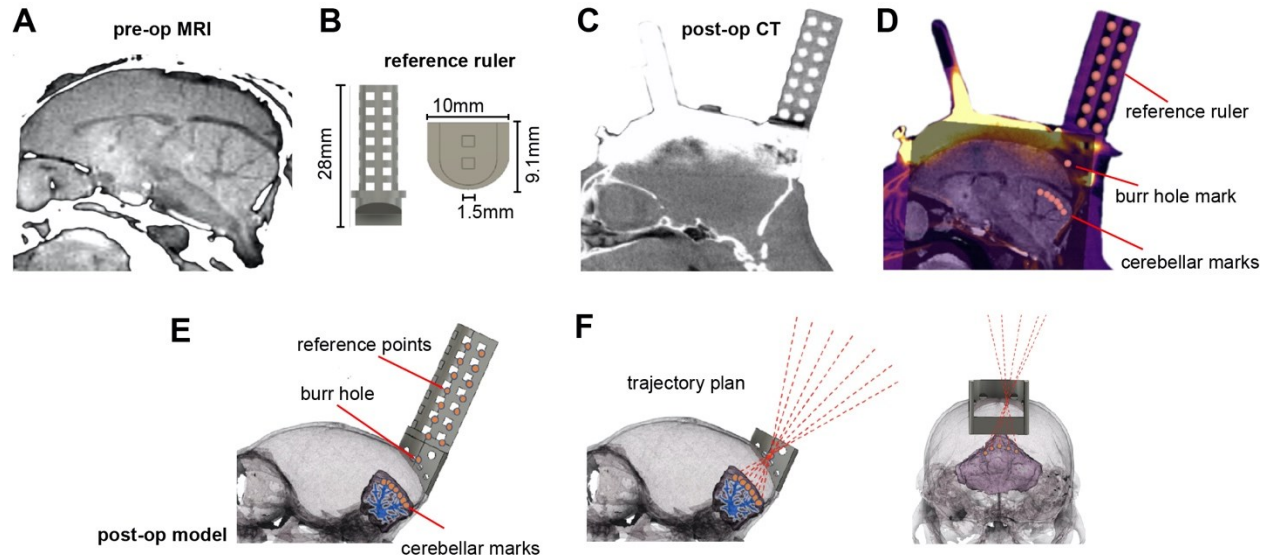 A
pre-op MRI
B
reference ruler
28mm
10mm
9.1mm
1.5mm
C
post-op CT
D
reference ruler
burr hole mark
cerebellar marks
E
reference points
burr hole
cerebellar marks
post-op model
F
trajectory plan